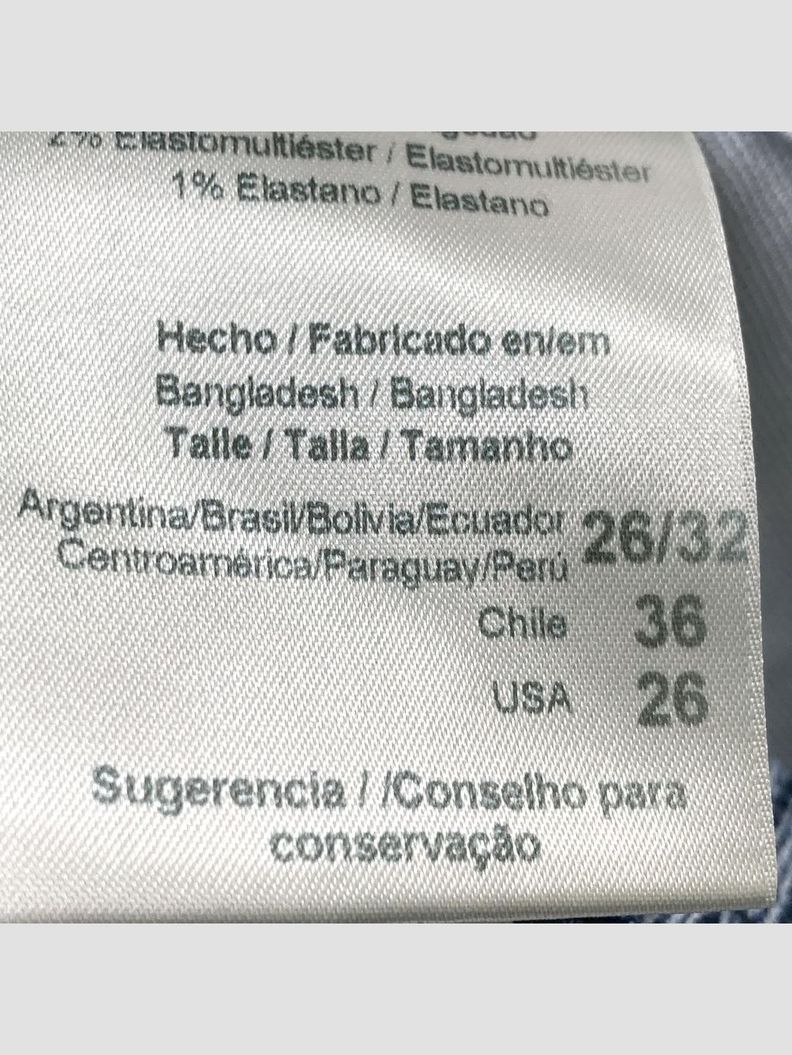 2% Elastomultiéster / Elastomultiéster
1% Elastano / Elastano
Hecho / Fabricado en/em
Bangladesh / Bangladesh
Talle / Talla / Tamanho
Argentina/Brasil/Bolivia/Ecuador 26/32
Centroamérica/Paraguay/Perú
Chile 36
USA 26
Sugerencia / /Conselho para
conservação